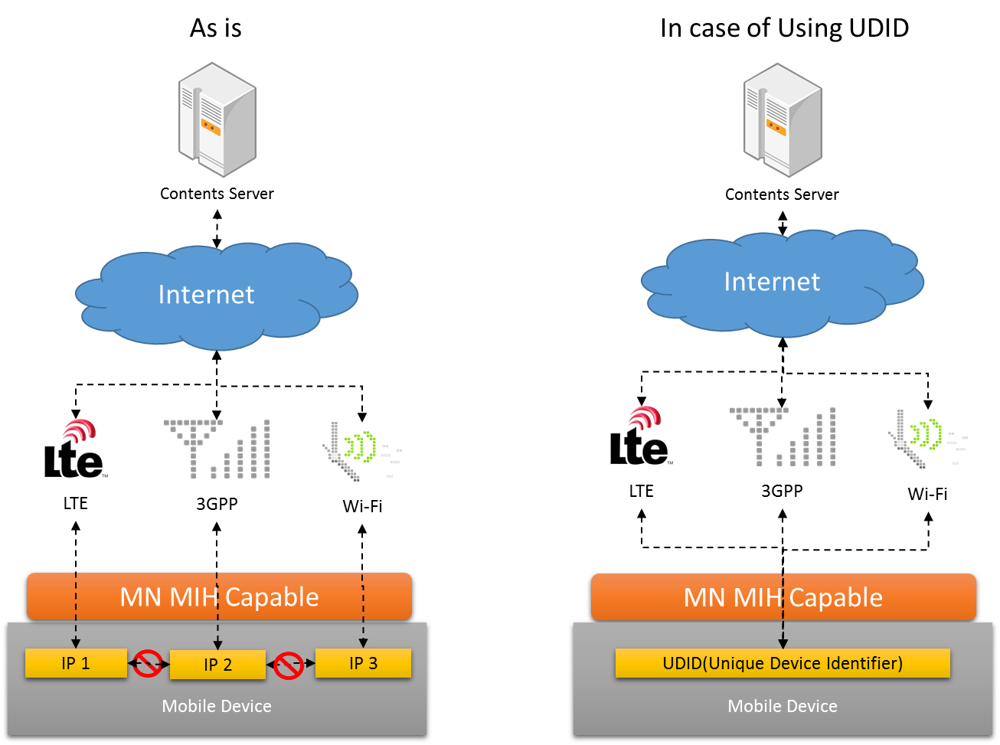 As is
Contents Server
Internet
Lte™
LTE
3GPP
Wi-Fi
MN MIH Capable
IP 1
IP 2
IP 3
Mobile Device
In case of Using UDID
Contents Server
Internet
Lte™
LTE
3GPP
Wi-Fi
MN MIH Capable
UDID(Unique Device Identifier)
Mobile Device